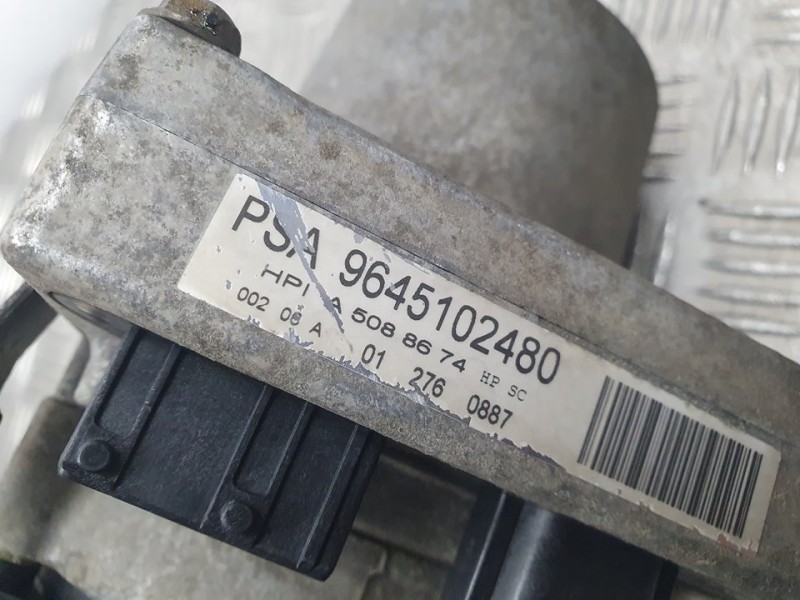 PSA 9645102480
HPI A 508 86 74 HP SC
002 06 A 01 276 0887